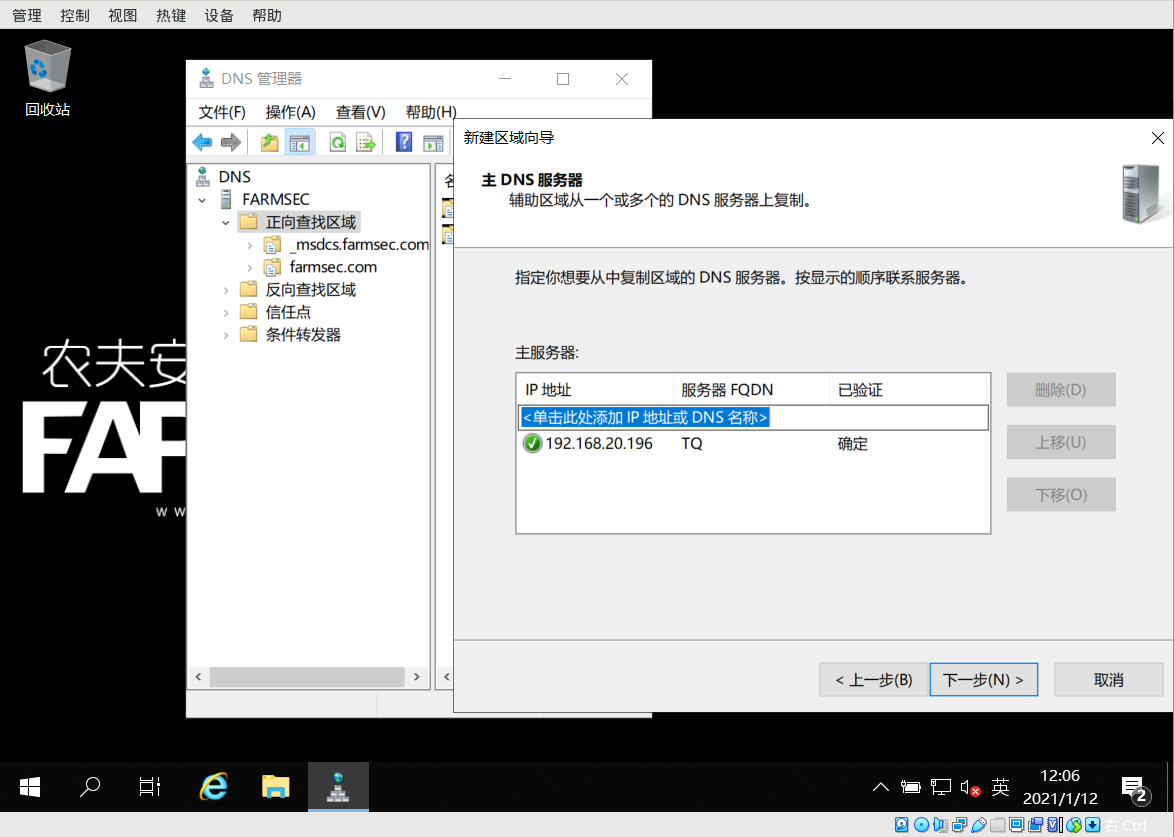 管理 控制 视图 热键 设备 帮助
回收站
DNS 管理器
文件(F) 操作(A) 查看(V) 帮助(H)
DNS
FARMSEC
正向查找区域
_msdcs.farmsec.com
farmsec.com
反向查找区域
信任点
条件转发器
名
农夫安
FAR
w w
新建区域向导
主 DNS 服务器
辅助区域从一个或多个的 DNS 服务器上复制。
指定你想要从中复制区域的 DNS 服务器。按显示的顺序联系服务器。
主服务器:
IP 地址 服务器 FQDN 已验证
<单击此处添加 IP 地址或 DNS 名称>
192.168.20.196 TQ 确定
删除(D)
上移(U)
下移(O)
< 上一步(B) 下一步(N) > 取消
英
12:06
2021/1/12
2
右 Ctrl